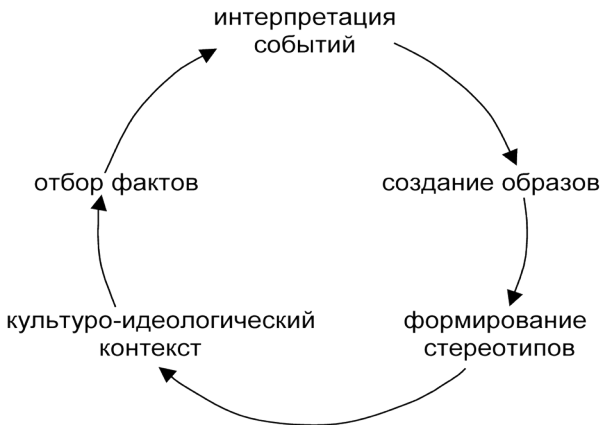 интерпретация
событий
отбор фактов
создание образов
культуро-идеологический
контекст
формирование
стереотипов